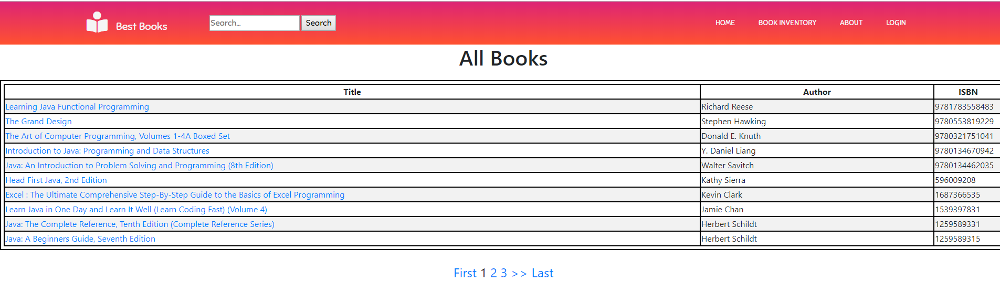 Best Books Search... Search HOME BOOK INVENTORY ABOUT LOGIN
All Books
Title Author ISBN
Learning Java Functional Programming Richard Reese 9781783558483
The Grand Design Stephen Hawking 9780553819229
The Art of Computer Programming, Volumes 1-4A Boxed Set Donald E. Knuth 9780321751041
Introduction to Java: Programming and Data Structures Y. Daniel Liang 9780134670942
Java: An Introduction to Problem Solving and Programming (8th Edition) Walter Savitch 9780134462035
Head First Java, 2nd Edition Kathy Sierra 596009208
Excel : The Ultimate Comprehensive Step-By-Step Guide to the Basics of Excel Programming Kevin Clark 1687366535
Learn Java in One Day and Learn It Well (Learn Coding Fast) (Volume 4) Jamie Chan 1539397831
Java: The Complete Reference, Tenth Edition (Complete Reference Series) Herbert Schildt 1259589331
Java: A Beginners Guide, Seventh Edition Herbert Schildt 1259589315
First 1 2 3 >> Last